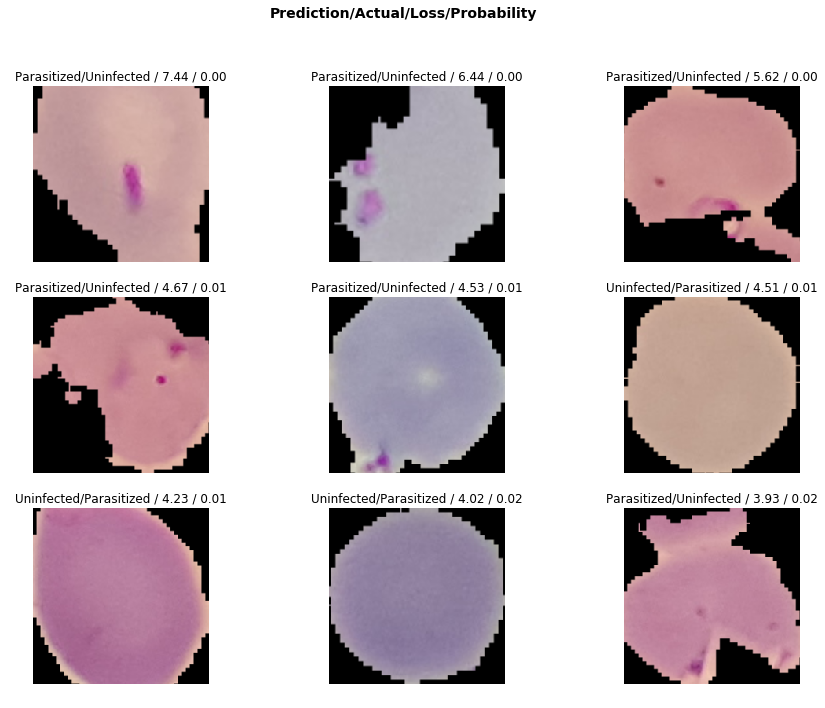 Prediction/Actual/Loss/Probability
Parasitized/Uninfected / 7.44 / 0.00
Parasitized/Uninfected / 6.44 / 0.00
Parasitized/Uninfected / 5.62 / 0.00
Parasitized/Uninfected / 4.67 / 0.01
Parasitized/Uninfected / 4.53 / 0.01
Uninfected/Parasitized / 4.51 / 0.01
Uninfected/Parasitized / 4.23 / 0.01
Uninfected/Parasitized / 4.02 / 0.02
Parasitized/Uninfected / 3.93 / 0.02